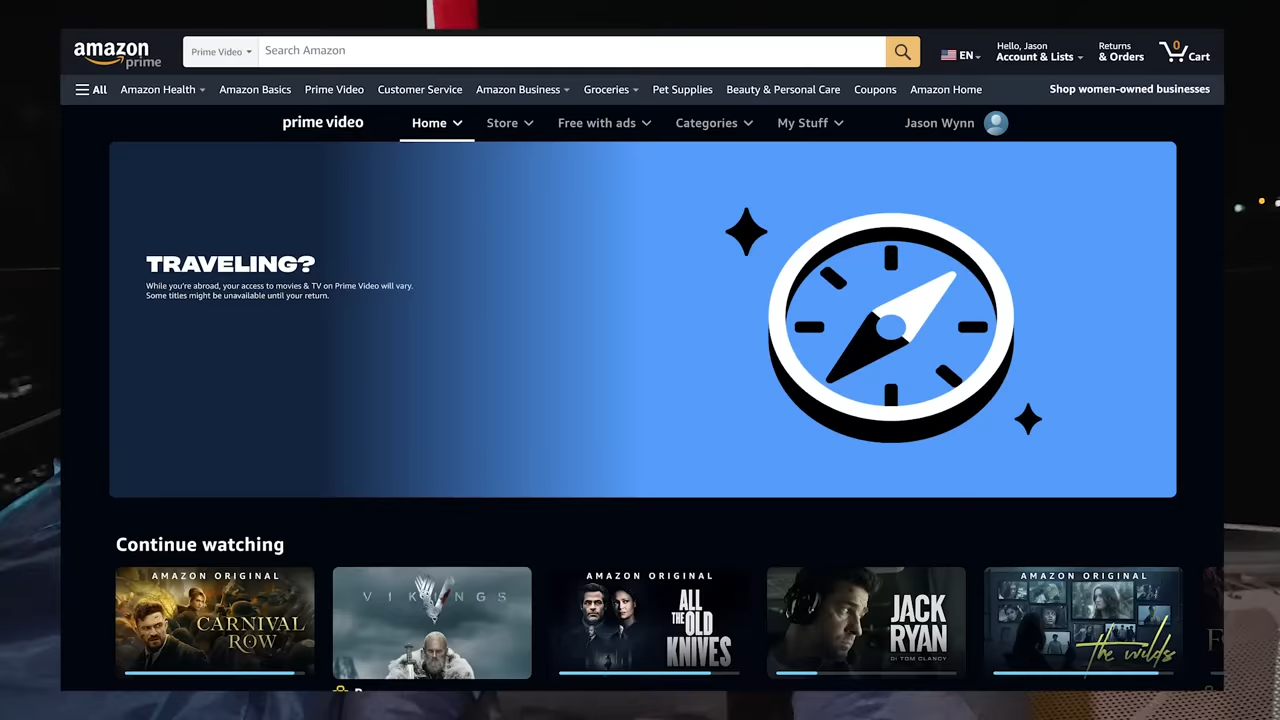 amazon prime
Prime Video
Search Amazon
EN
Hello, Jason
Account & Lists
Returns
& Orders
0
Cart
All
Amazon Health
Amazon Basics
Prime Video
Customer Service
Amazon Business
Groceries
Pet Supplies
Beauty & Personal Care
Coupons
Amazon Home
Shop women-owned businesses
prime video
Home
Store
Free with ads
Categories
My Stuff
Jason Wynn
TRAVELING?
While you're abroad, your access to movies & TV on Prime Video will vary.
Some titles might be unavailable until your return.
Continue watching
AMAZON ORIGINAL
CARNIVAL
ROW
VIKINGS
AMAZON ORIGINAL
ALL
THE OLD
KNIVES
JACK
RYAN
DI TOM CLANCY
AMAZON ORIGINAL
the wilds